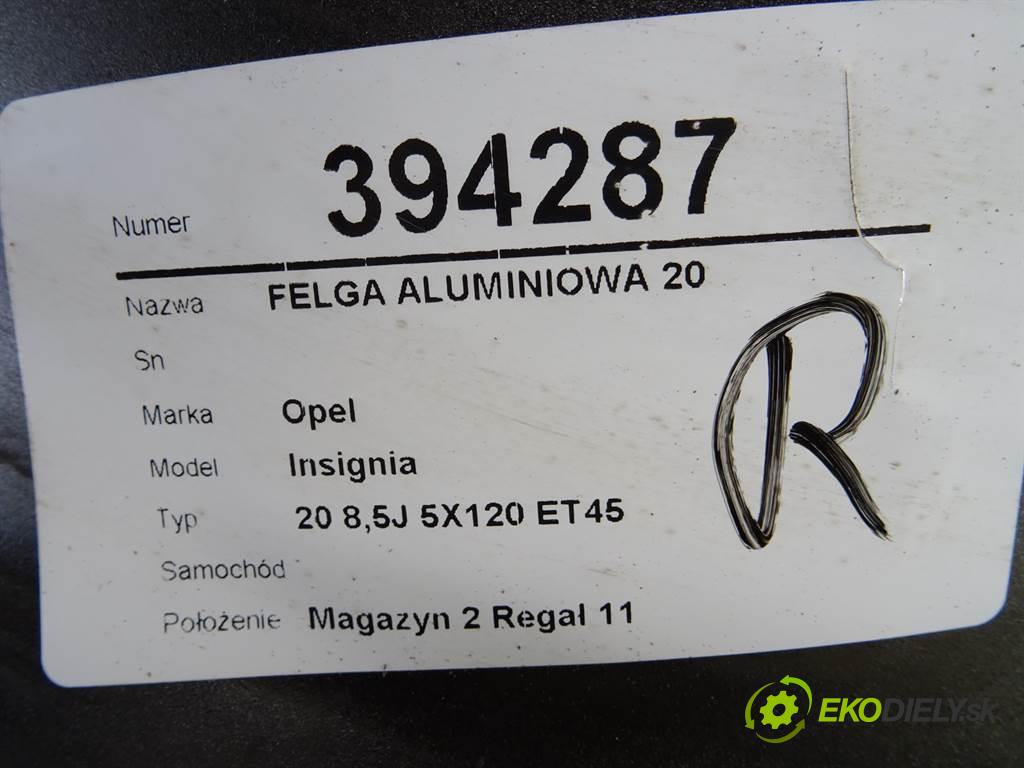 Numer 394287
Nazwa FELGA ALUMINIOWA 20
Sn
Marka Opel
Model Insignia
Typ 20 8,5J 5X120 ET45
Samochód
Położenie Magazyn 2 Regał 11
R
EKODIELY.sk